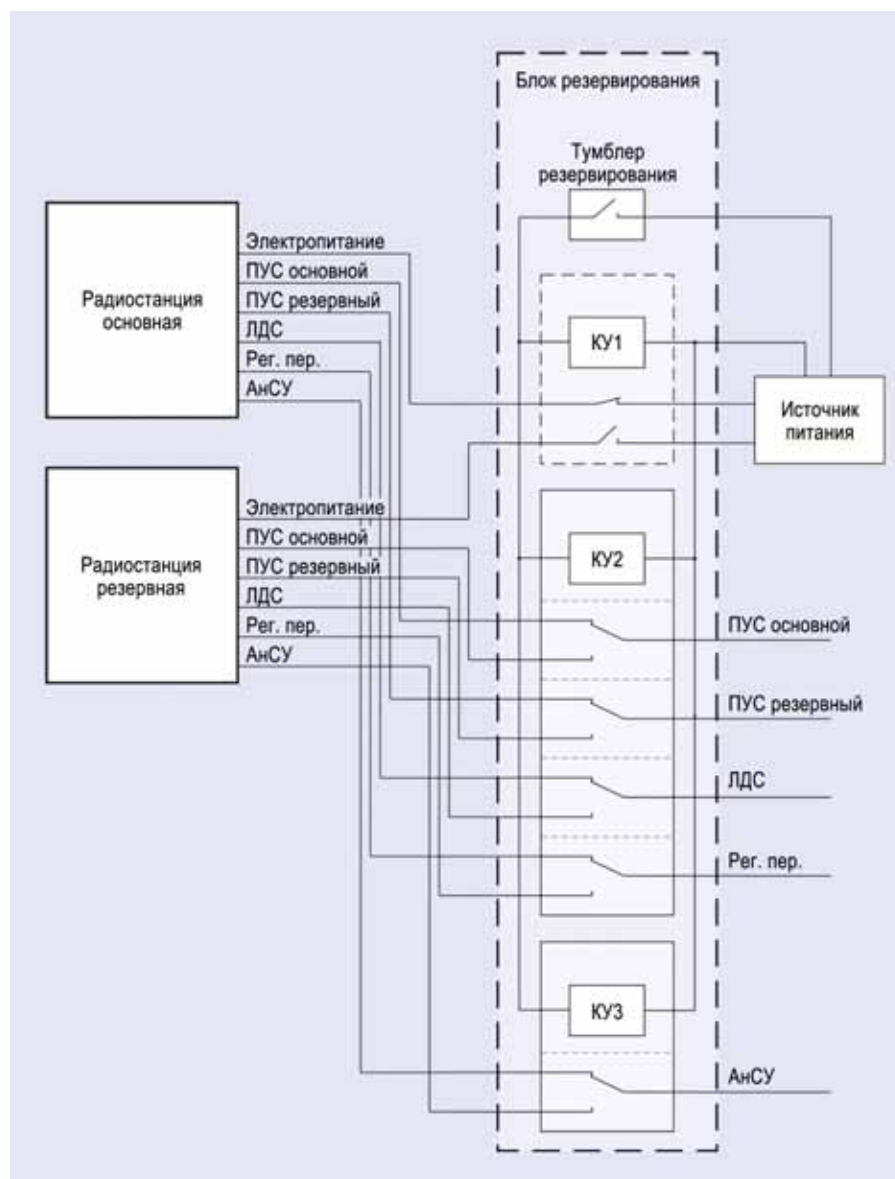 Блок резервирования
Тумблер
резервирования
Радиостанция
основная
Электропитание
ПУС основной
ПУС резервный
ЛДС
Рег. пер.
АнСУ
КУ1
Источник
питания
Радиостанция
резервная
Электропитание
ПУС основной
ПУС резервный
ЛДС
Рег. пер.
АнСУ
КУ2
ПУС основной
ПУС резервный
ЛДС
Рег. пер.
КУ3
АнСУ